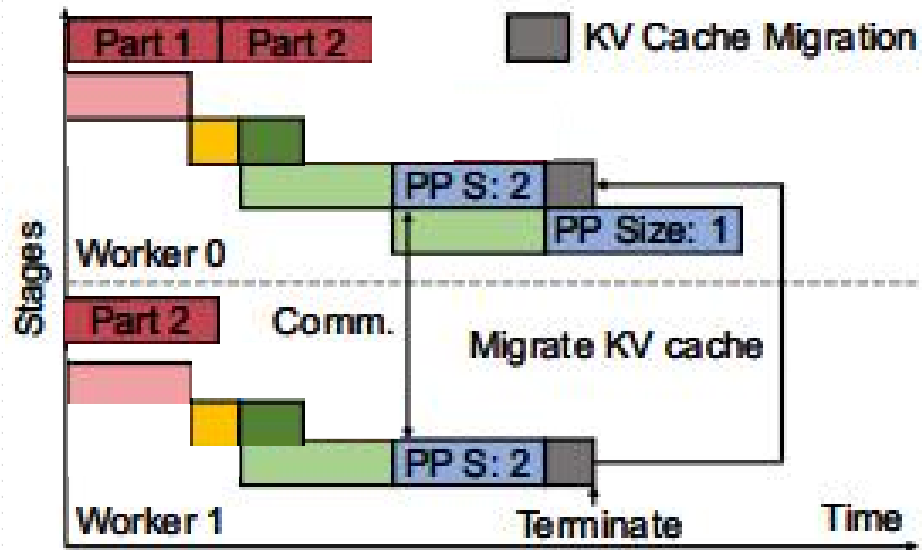 Part 1 Part 2
KV Cache Migration
PP S: 2
PP Size: 1
Worker 0
Stages
Part 2
Comm.
Migrate KV cache
PP S: 2
Worker 1
Terminate
Time